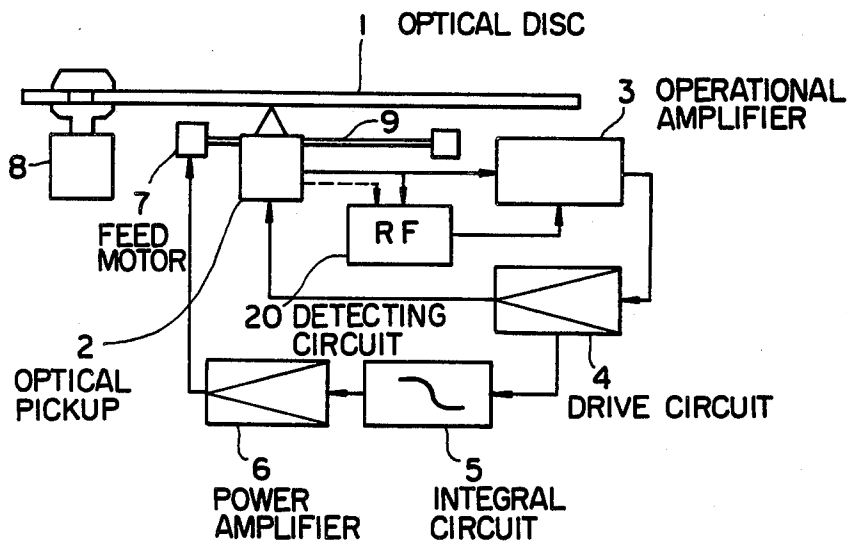 1 OPTICAL DISC
3 OPERATIONAL
AMPLIFIER
9
8
7
FEED
MOTOR
RF
20 DETECTING
CIRCUIT
2
OPTICAL
PICKUP
4
DRIVE CIRCUIT
6
POWER
AMPLIFIER
5
INTEGRAL
CIRCUIT